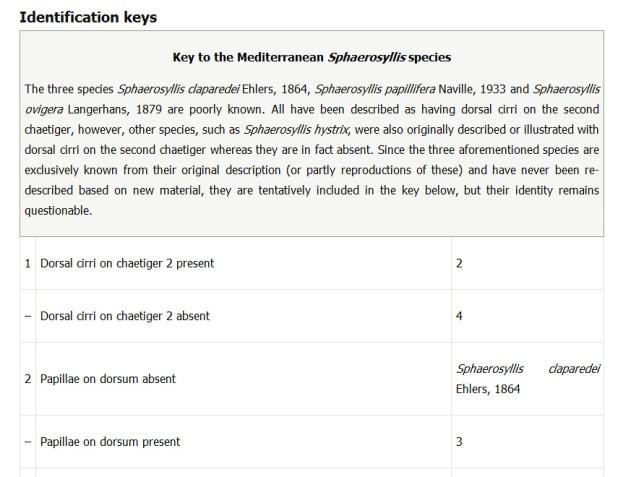 Identification keys
Key to the Mediterranean Sphaerosyllis species
The three species Sphaerosyllis claparedei Ehlers, 1864, Sphaerosyllis papillifera Naville, 1933 and Sphaerosyllis
ovigera Langerhans, 1879 are poorly known. All have been described as having dorsal cirri on the second
chaetiger, however, other species, such as Sphaerosyllis hystrix, were also originally described or illustrated with
dorsal cirri on the second chaetiger whereas they are in fact absent. Since the three aforementioned species are
exclusively known from their original description (or partly reproductions of these) and have never been re-
described based on new material, they are tentatively included in the key below, but their identity remains
questionable.
1 Dorsal cirri on chaetiger 2 present 2
– Dorsal cirri on chaetiger 2 absent 4
2 Papillae on dorsum absent Sphaerosyllis claparedei
Ehlers, 1864
– Papillae on dorsum present 3